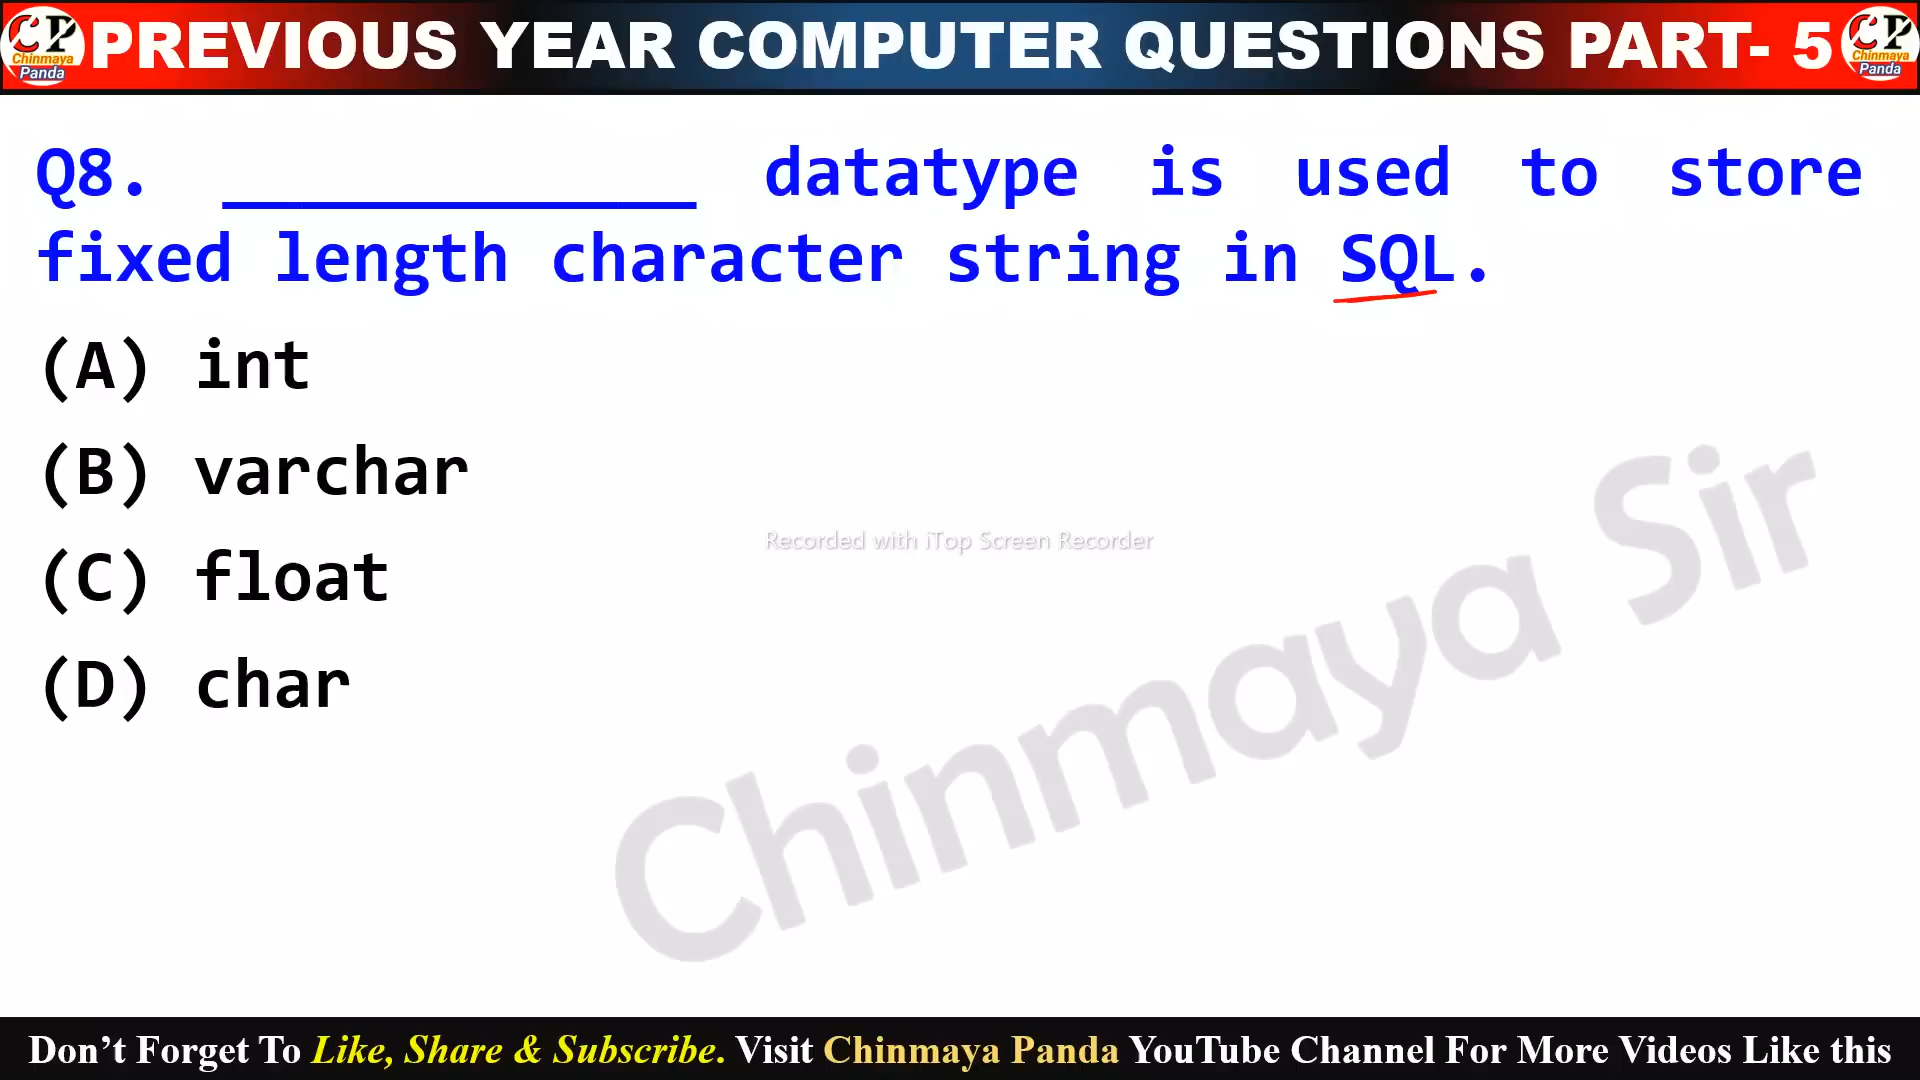 CP Chinmaya Panda
PREVIOUS YEAR COMPUTER QUESTIONS PART- 5
CP Chinmaya Panda
Q8. ____________ datatype is used to store
fixed length character string in SQL.
(A) int
(B) varchar
(C) float
(D) char
Recorded with iTop Screen Recorder
Chinmaya Sir
Don’t Forget To Like, Share & Subscribe. Visit Chinmaya Panda YouTube Channel For More Videos Like this